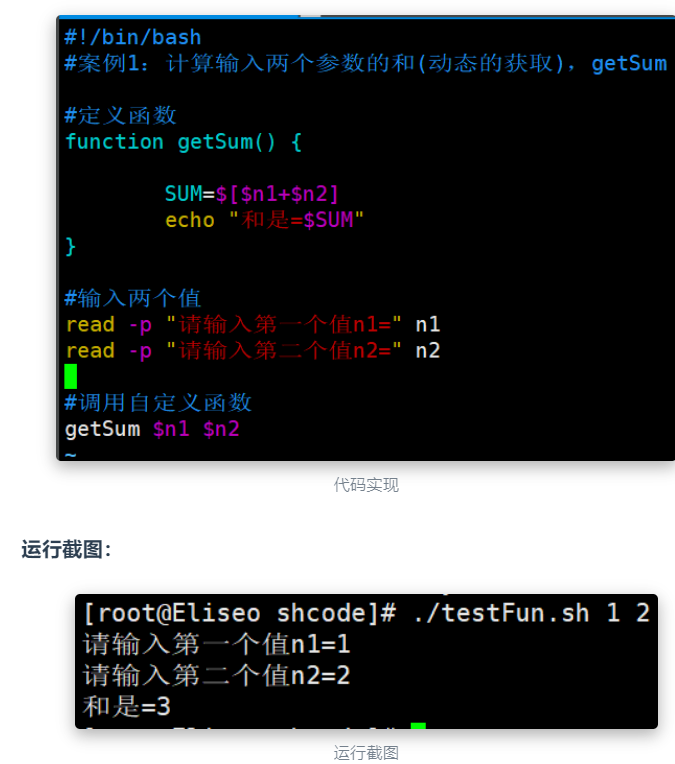 #!/bin/bash
#案例1：计算输入两个参数的和(动态的获取)，getSum
#定义函数
function getSum() {
SUM=$[$n1+$n2]
echo "和是=$SUM"
}
#输入两个值
read -p "请输入第一个值n1=" n1
read -p "请输入第二个值n2=" n2
#调用自定义函数
getSum $n1 $n2
~
代码实现
运行截图：
[root@Eliseo shcode]# ./testFun.sh 1 2
请输入第一个值n1=1
请输入第二个值n2=2
和是=3
运行截图